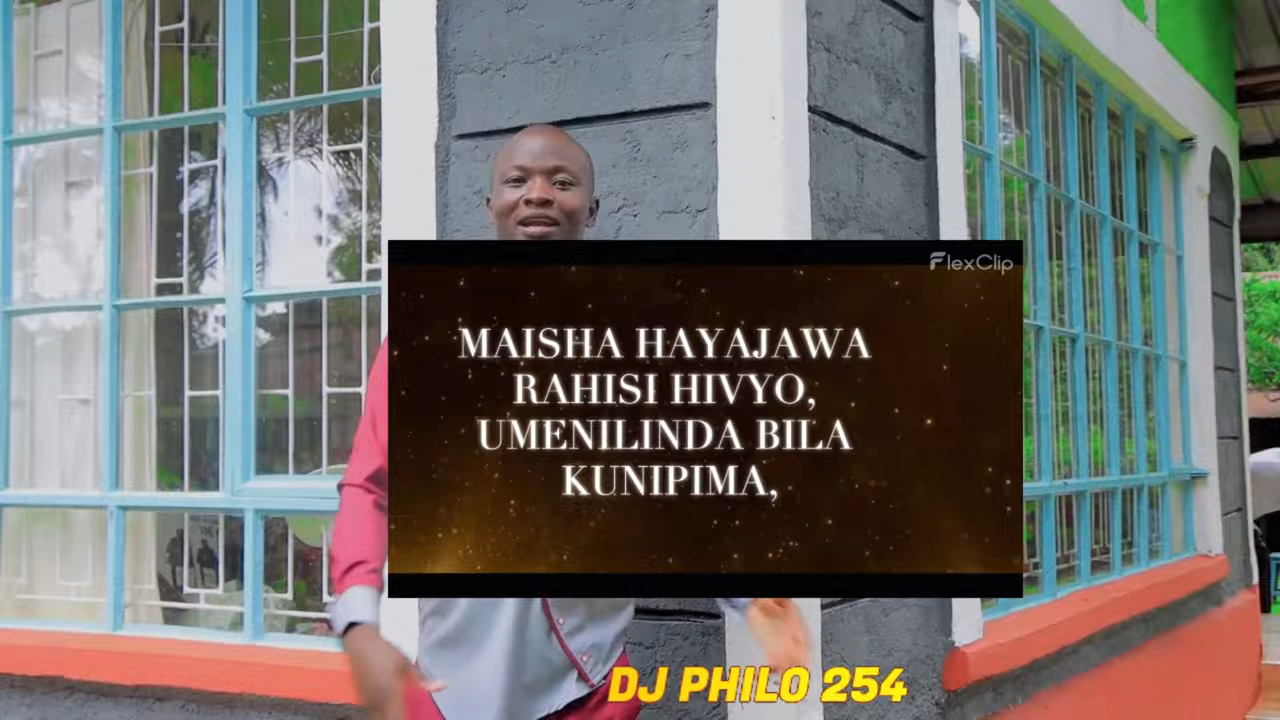 FlexClip
MAISHA HAYAJAWA
RAHISI HIVYO,
UMENILINDA BILA
KUNIPIMA,
DJ PHILO 254